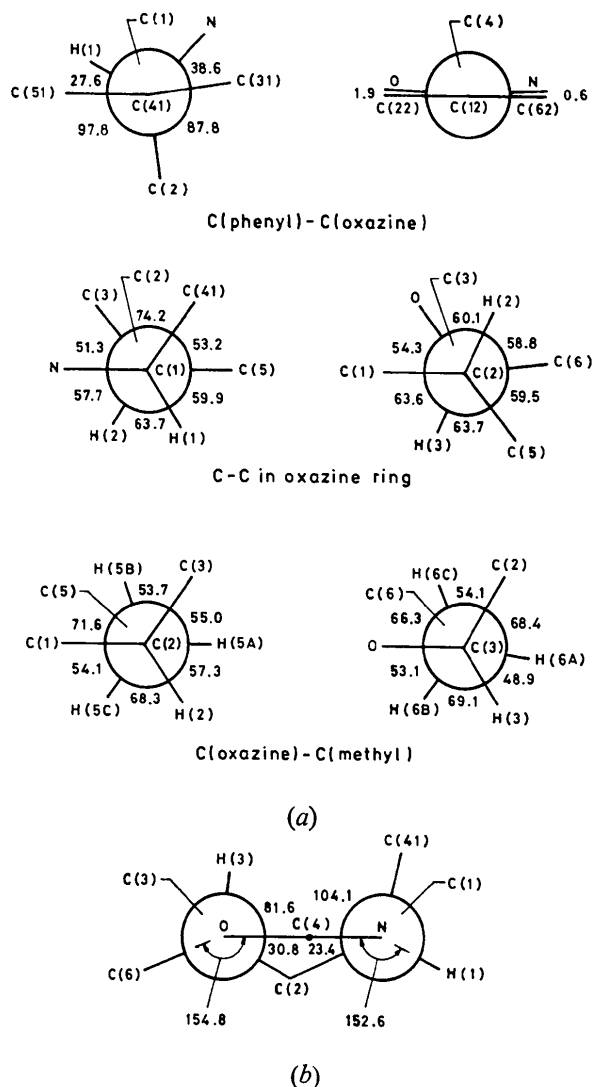 C(1) N C(4)
H(1)
27.6 38.6 O N
C(51) C(31) 1.9 0.6
C(41) C(22) C(12) C(62)
97.8 87.8
C(2)
C(phenyl)-C(oxazine)
C(2) C(3)
C(3) C(41) O H(2)
74.2 60.1
51.3 53.2 54.3 58.8
N C(1) C(5) C(1) C(2) C(6)
57.7 59.9 63.6 59.5
H(2) 63.7 H(1) H(3) 63.7 C(5)
C-C in oxazine ring
H(5B) C(3) H(6C) C(2)
C(5) 53.7 C(6) 54.1
71.6 55.0 66.3 68.4
C(1) C(2) H(5A) O C(3) H(6A)
54.1 57.3 53.1 48.9
H(5C) 68.3 H(2) H(6B) 69.1 H(3)
C(oxazine)-C(methyl)
(a)
H(3) C(41)
C(3) 104.1 C(1)
81.6
O C(4) N
30.8 23.4
C(6) C(2) H(1)
154.8 152.6
(b)